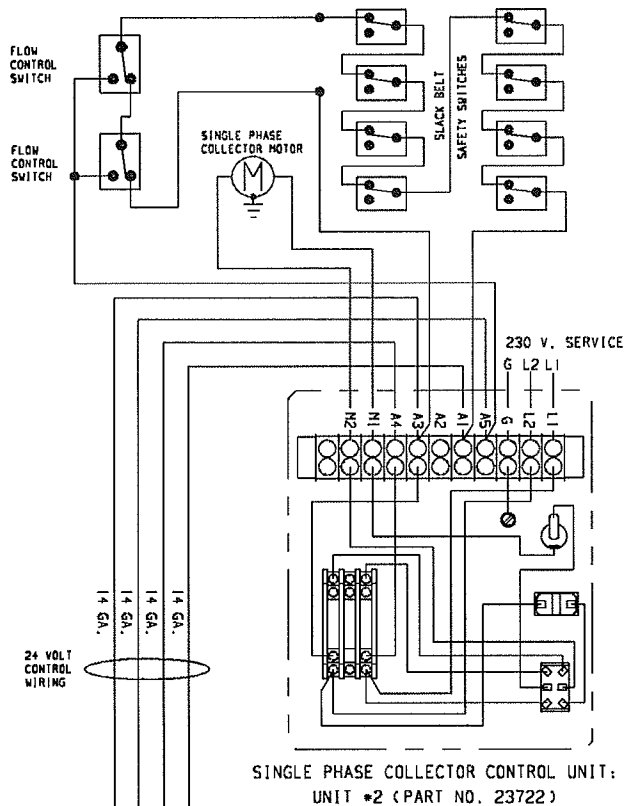 FLOW
CONTROL
SWITCH
FLOW
CONTROL
SWITCH
SINGLE PHASE
COLLECTOR MOTOR
M
SLACK BELT
SAFETY SWITCHES
230 V. SERVICE
G L2 L1
M2 M1 A4 A3 A2 A1 A5 G L2 L1
14 GA.
14 GA.
14 GA.
14 GA.
24 VOLT
CONTROL
WIRING
SINGLE PHASE COLLECTOR CONTROL UNIT:
UNIT #2 (PART NO. 23722)